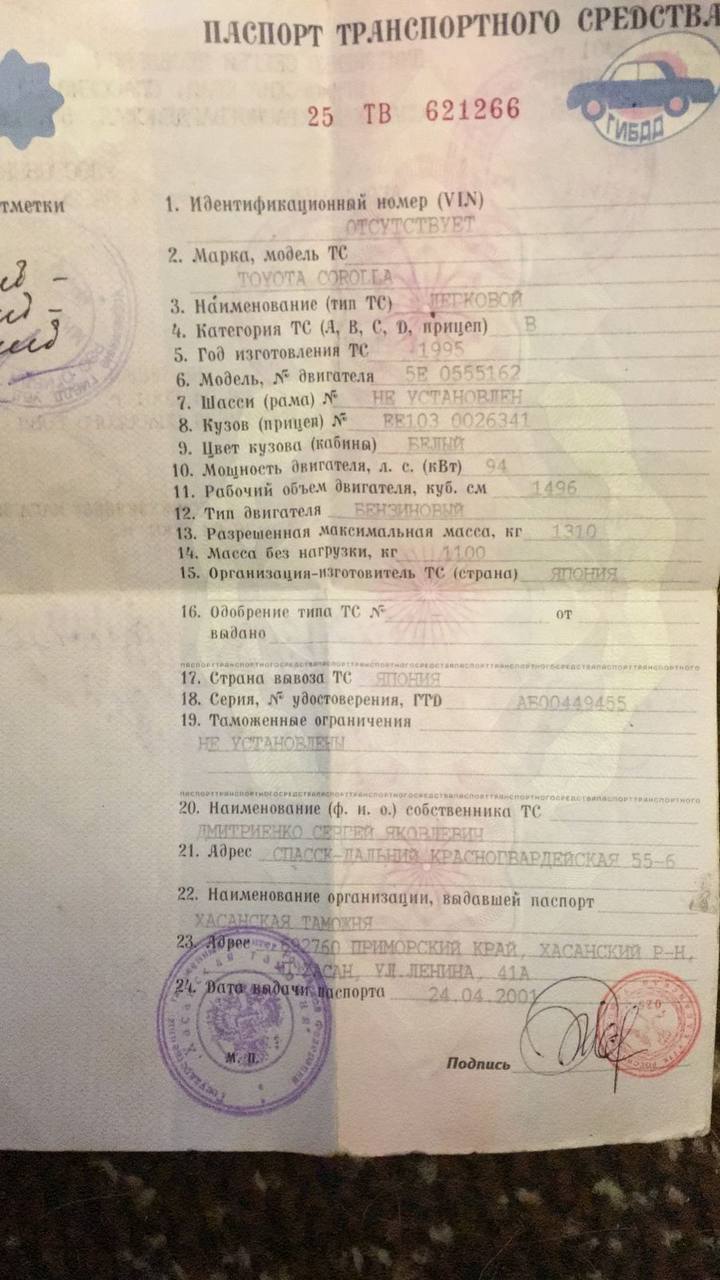 ПАСПОРТ ТРАНСПОРТНОГО СРЕДСТВА
25 ТВ 621266
ГИБДД
тметки
1. Идентификационный номер (VIN)
ОТСУТСТВУЕТ
2. Марка, модель ТС
TOYOTA COROLLA
3. Наименование (тип ТС) ЛЕГКОВОЙ
4. Категория ТС (A, B, C, D, прицеп) B
5. Год изготовления ТС 1995
6. Модель, № двигателя 5E 0555162
7. Шасси (рама) № НЕ УСТАНОВЛЕН
8. Кузов (прицеп) № EE103 0026341
9. Цвет кузова (кабины) БЕЛЫЙ
10. Мощность двигателя, л. с. (кВт) 94
11. Рабочий объем двигателя, куб. см 1496
12. Тип двигателя БЕНЗИНОВЫЙ
13. Разрешенная максимальная масса, кг 1310
14. Масса без нагрузки, кг 1100
15. Организация-изготовитель ТС (страна) ЯПОНИЯ
16. Одобрение типа ТС № от
выдано
17. Страна вывоза ТС ЯПОНИЯ
18. Серия, № удостоверения, ГТD АБ00449455
19. Таможенные ограничения
НЕ УСТАНОВЛЕНЫ
20. Наименование (ф. и. о.) собственника ТС
ДМИТРИЕНКО СЕРГЕЙ ЯКОВЛЕВИЧ
21. Адрес СПАССК-ДАЛЬНИЙ КРАСНОГВАРДЕЙСКАЯ 55-6
22. Наименование организации, выдавшей паспорт
ХАСАНСКАЯ ТАМОЖНЯ
23. Адрес 692760 ПРИМОРСКИЙ КРАЙ, ХАСАНСКИЙ Р-Н,
ХАСАН, УЛ.ЛЕНИНА, 41А
24. Дата выдачи паспорта 24.04.2001
М. П.
Подпись